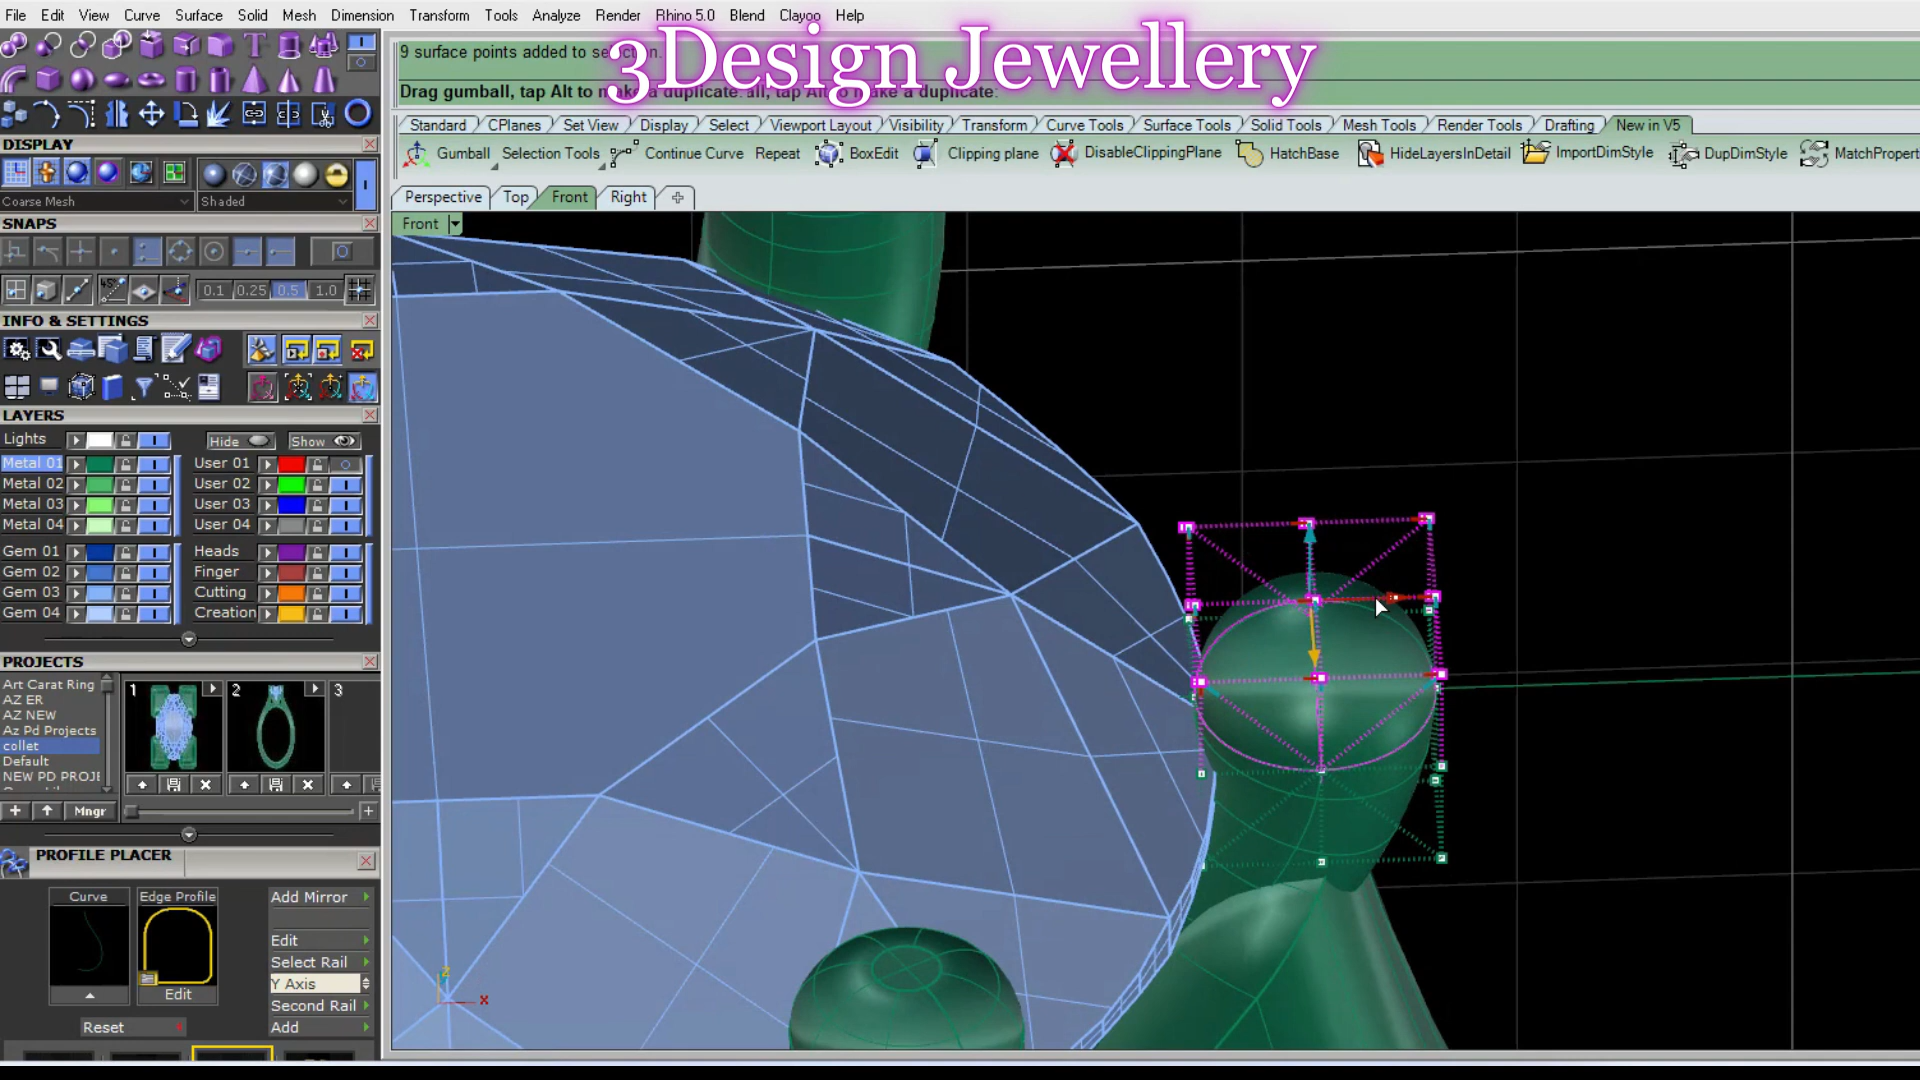 File Edit View Curve Surface Solid Mesh Dimension Transform Tools Analyze Render Rhino 5.0 Blend Clayoo Help
3Design Jewellery
9 surface points added to selection.
Drag gumball, tap Alt to make a duplicate:
Standard CPlanes Set View Display Select Viewport Layout Visibility Transform Curve Tools Surface Tools Solid Tools Mesh Tools Render Tools Drafting New in V5
Gumball Selection Tools Continue Curve Repeat BoxEdit Clipping plane DisableClippingPlane HatchBase HideLayersInDetail ImportDimStyle DupDimStyle MatchPropert
Perspective Top Front Right
Front
DISPLAY
Coarse Mesh Shaded
SNAPS
45°
0.1 0.25 0.5 1.0
INFO & SETTINGS
LAYERS
Lights Hide Show
Metal 01 User 01
Metal 02 User 02
Metal 03 User 03
Metal 04 User 04
Gem 01 Heads
Gem 02 Finger
Gem 03 Cutting
Gem 04 Creation
PROJECTS
Art Carat Ring
AZ ER
AZ NEW
Az Pd Projects
collet
Default
NEW PD PROJE
1 2 3
Mngr
PROFILE PLACER
Curve Edge Profile Add Mirror
Edit
Select Rail
Y Axis
Edit
Second Rail
Reset Add
z
x